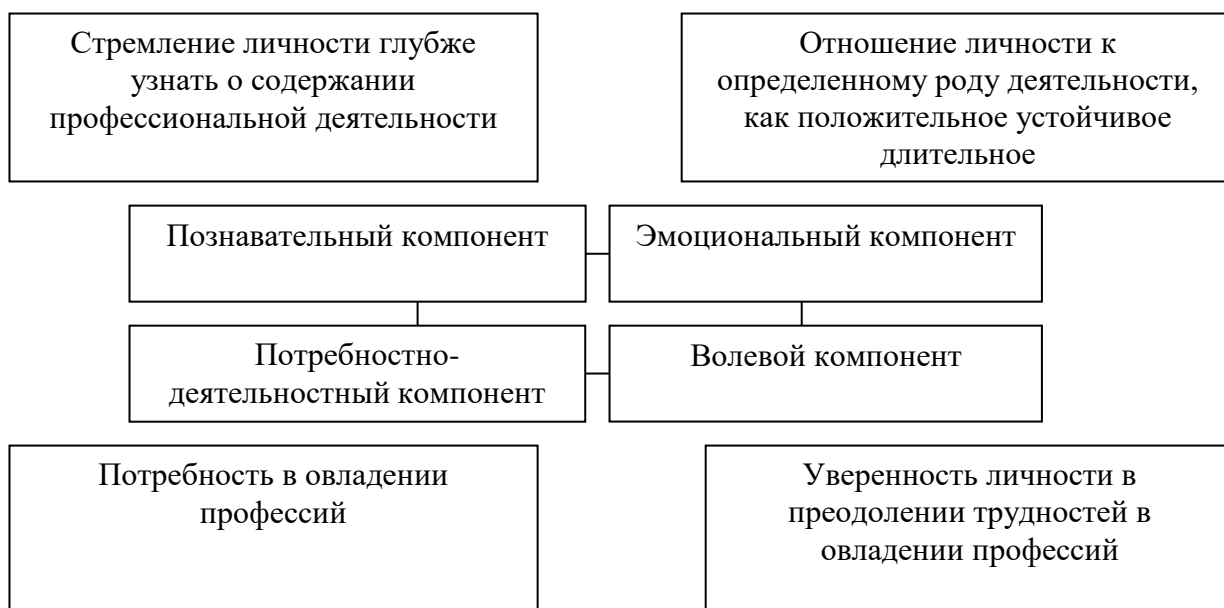 Стремление личности глубже
узнать о содержании
профессиональной деятельности
Отношение личности к
определенному роду деятельности,
как положительное устойчивое
длительное
Познавательный компонент
Эмоциональный компонент
Потребностно-
деятельностный компонент
Волевой компонент
Потребность в овладении
профессий
Уверенность личности в
преодолении трудностей в
овладении профессий